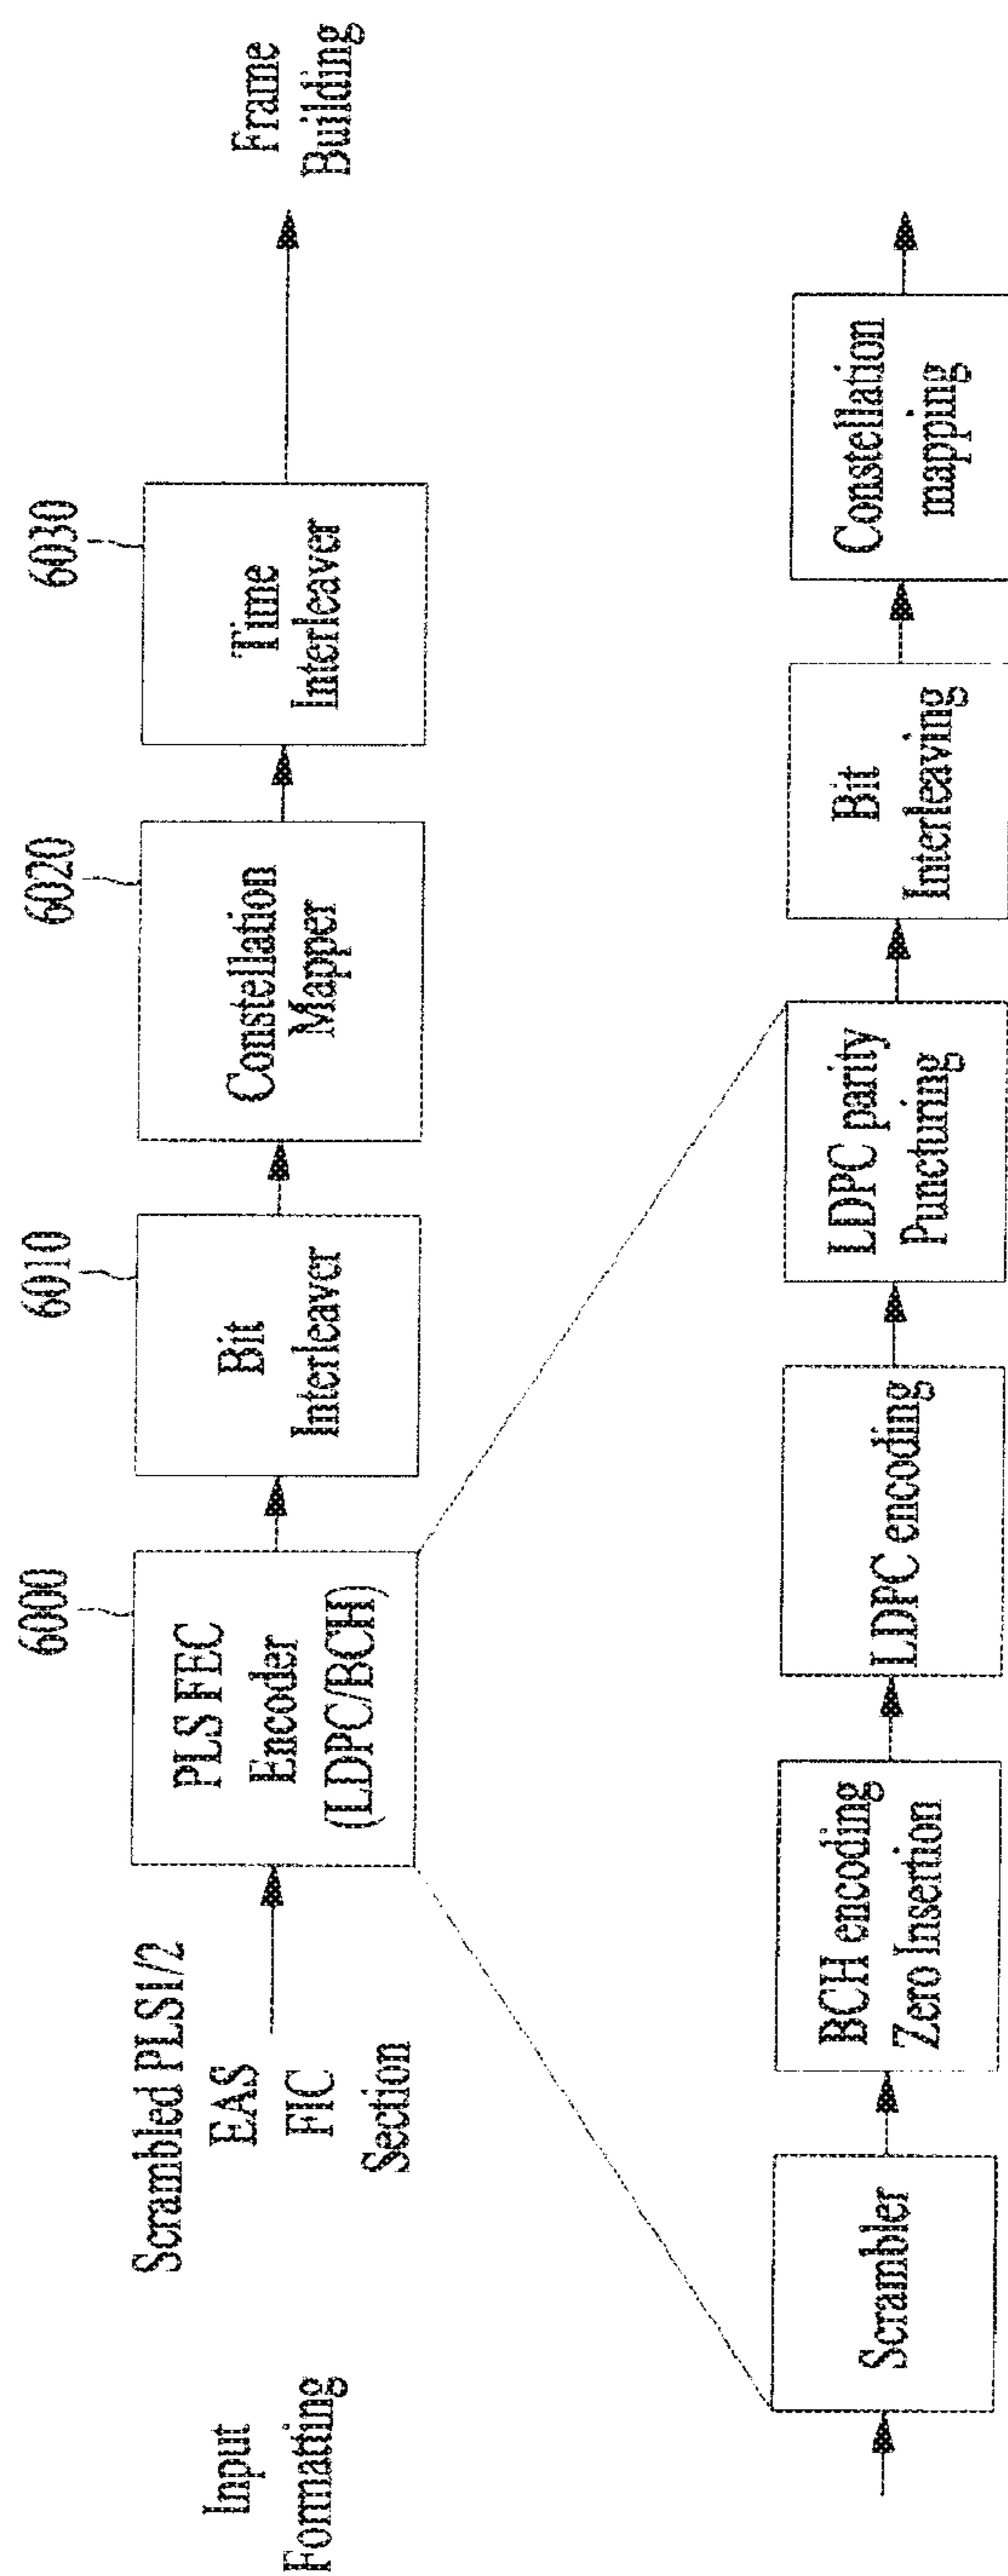 Input
Formatting
Scrambled PLS1/2
EAS
FIC
Section
6000
PLS FEC
Encoder
(LDPC/BCH)
6010
Bit
Interleaver
6020
Constellation
Mapper
6030
Time
Interleaver
Frame
Building
Scrambler
BCH encoding
Zero Insertion
LDPC encoding
LDPC parity
Puncturing
Bit
Interleaving
Constellation
mapping